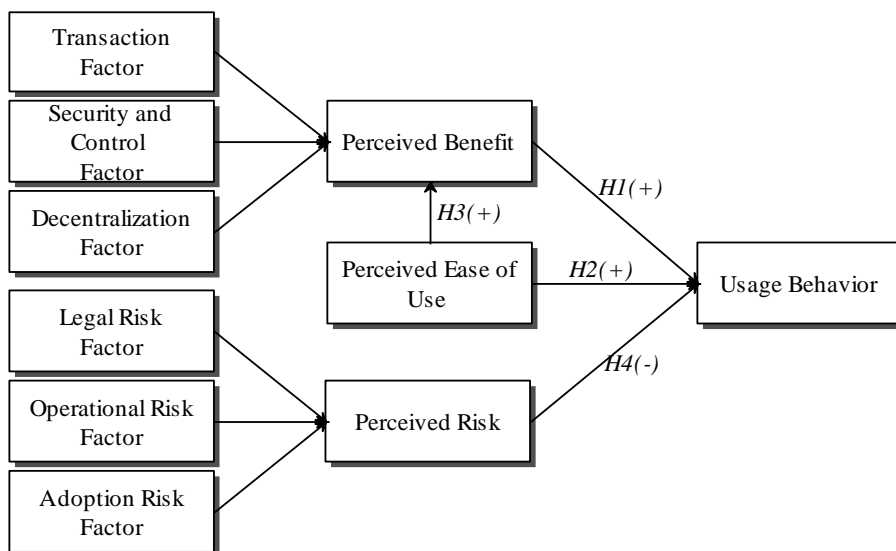 Transaction
Factor
Security and
Control
Factor
Decentralization
Factor
Perceived Benefit
H1(+)
H3(+)
Perceived Ease of
Use
H2(+)
Usage Behavior
Legal Risk
Factor
Operational Risk
Factor
Adoption Risk
Factor
Perceived Risk
H4(-)